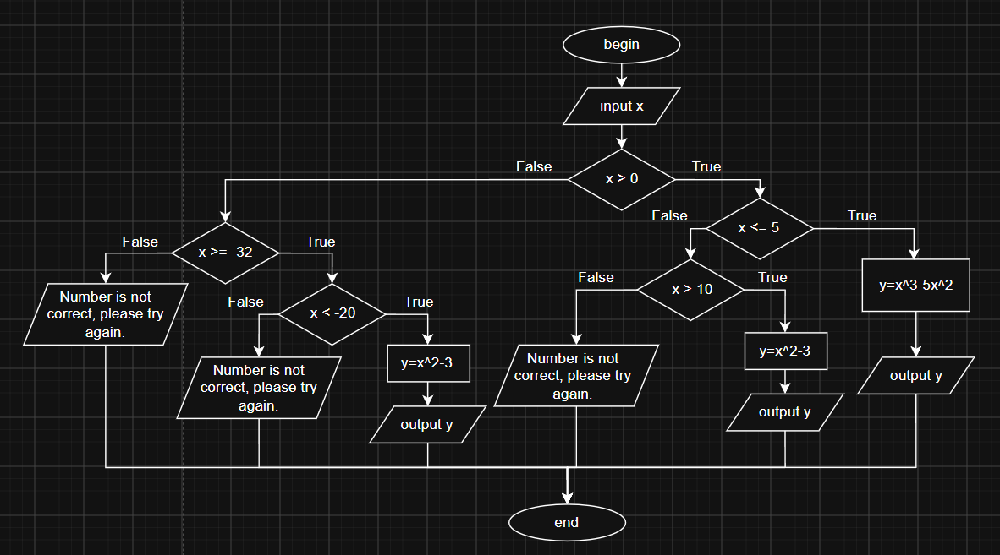 begin
input x
False
x > 0
True
False
x <= 5
True
False
x >= -32
True
Number is not
correct, please try
again.
False
x < -20
True
False
x > 10
True
y=x^3-5x^2
Number is not
correct, please try
again.
y=x^2-3
output y
Number is not
correct, please try
again.
y=x^2-3
output y
output y
end